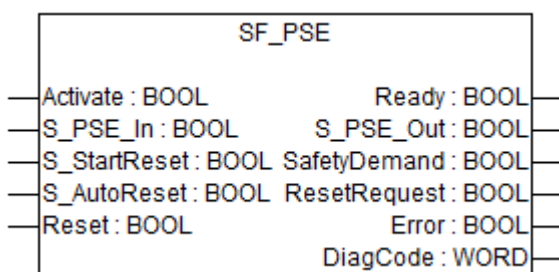 SF_PSE
Activate : BOOL Ready : BOOL
S_PSE_In : BOOL S_PSE_Out : BOOL
S_StartReset : BOOL SafetyDemand : BOOL
S_AutoReset : BOOL ResetRequest : BOOL
Reset : BOOL Error : BOOL
DiagCode : WORD